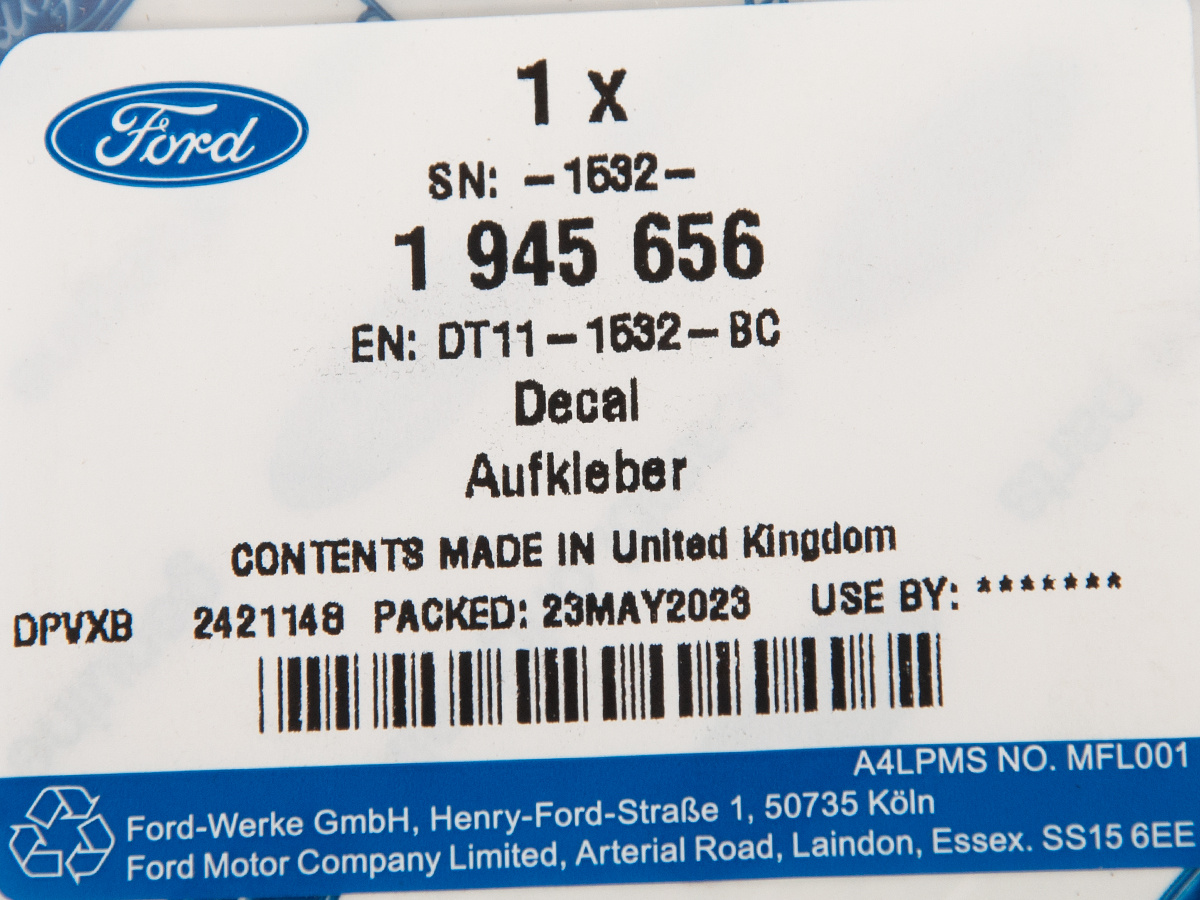 Ford
1 x
SN: -1532-
1 945 656
EN: DT11-1532-BC
Decal
Aufkleber
CONTENTS MADE IN United Kingdom
DPVXB 2421148 PACKED: 23MAY2023 USE BY: *******
A4LPMS NO. MFL001
Ford-Werke GmbH, Henry-Ford-Straße 1, 50735 Köln
Ford Motor Company Limited, Arterial Road, Laindon, Essex. SS15 6EE